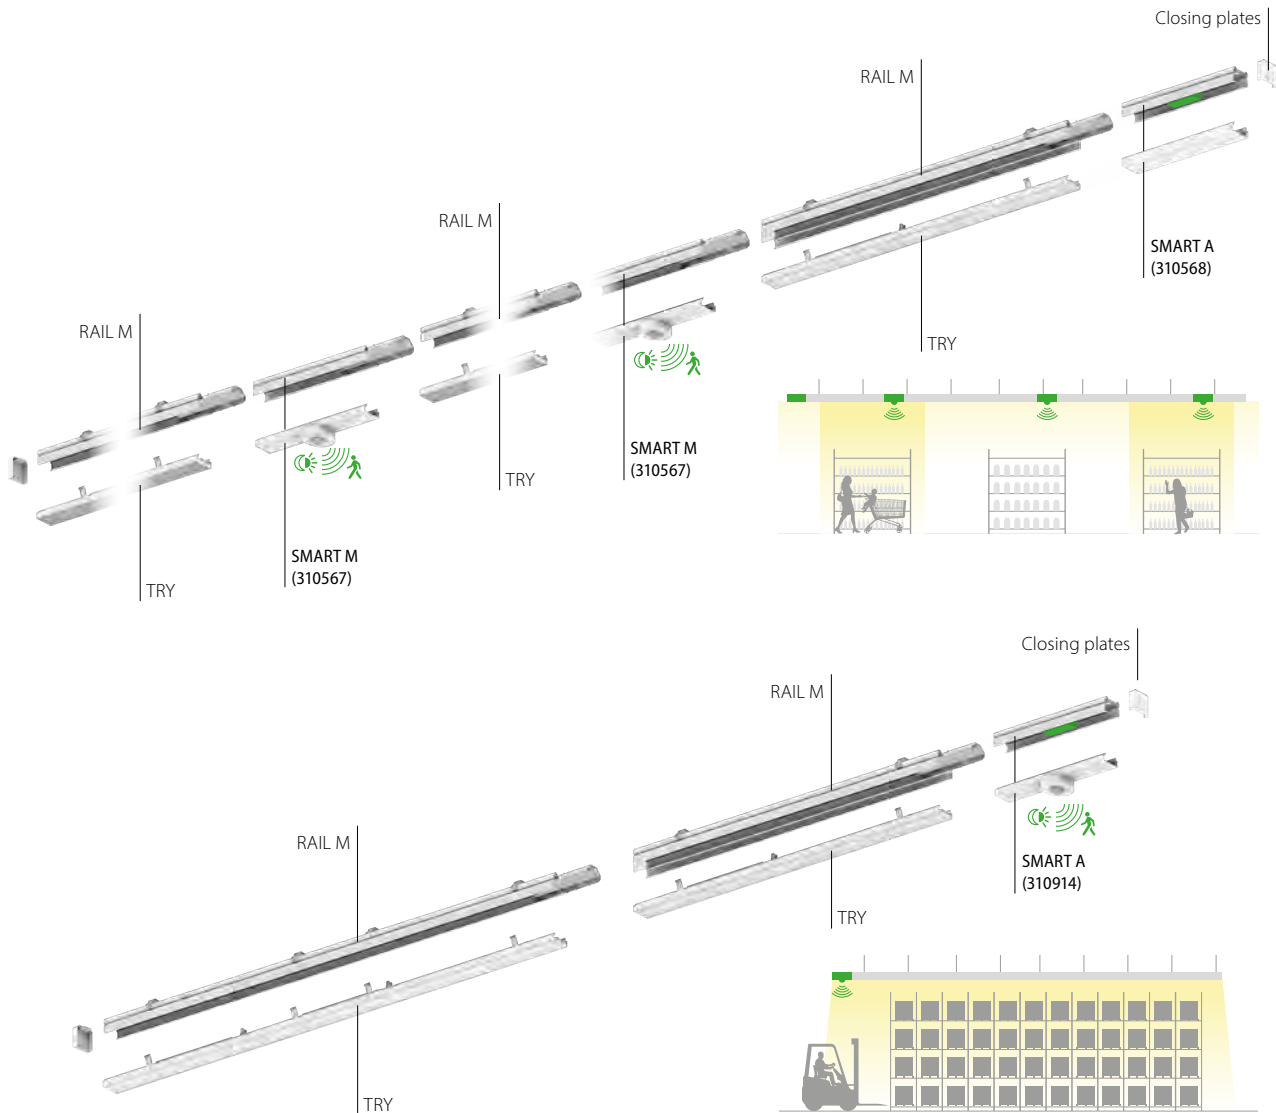 Closing plates
RAIL M
SMART A
(310568)
RAIL M
TRY
RAIL M
SMART M
(310567)
TRY
SMART M
(310567)
TRY
Closing plates
RAIL M
SMART A
(310914)
RAIL M
TRY
TRY